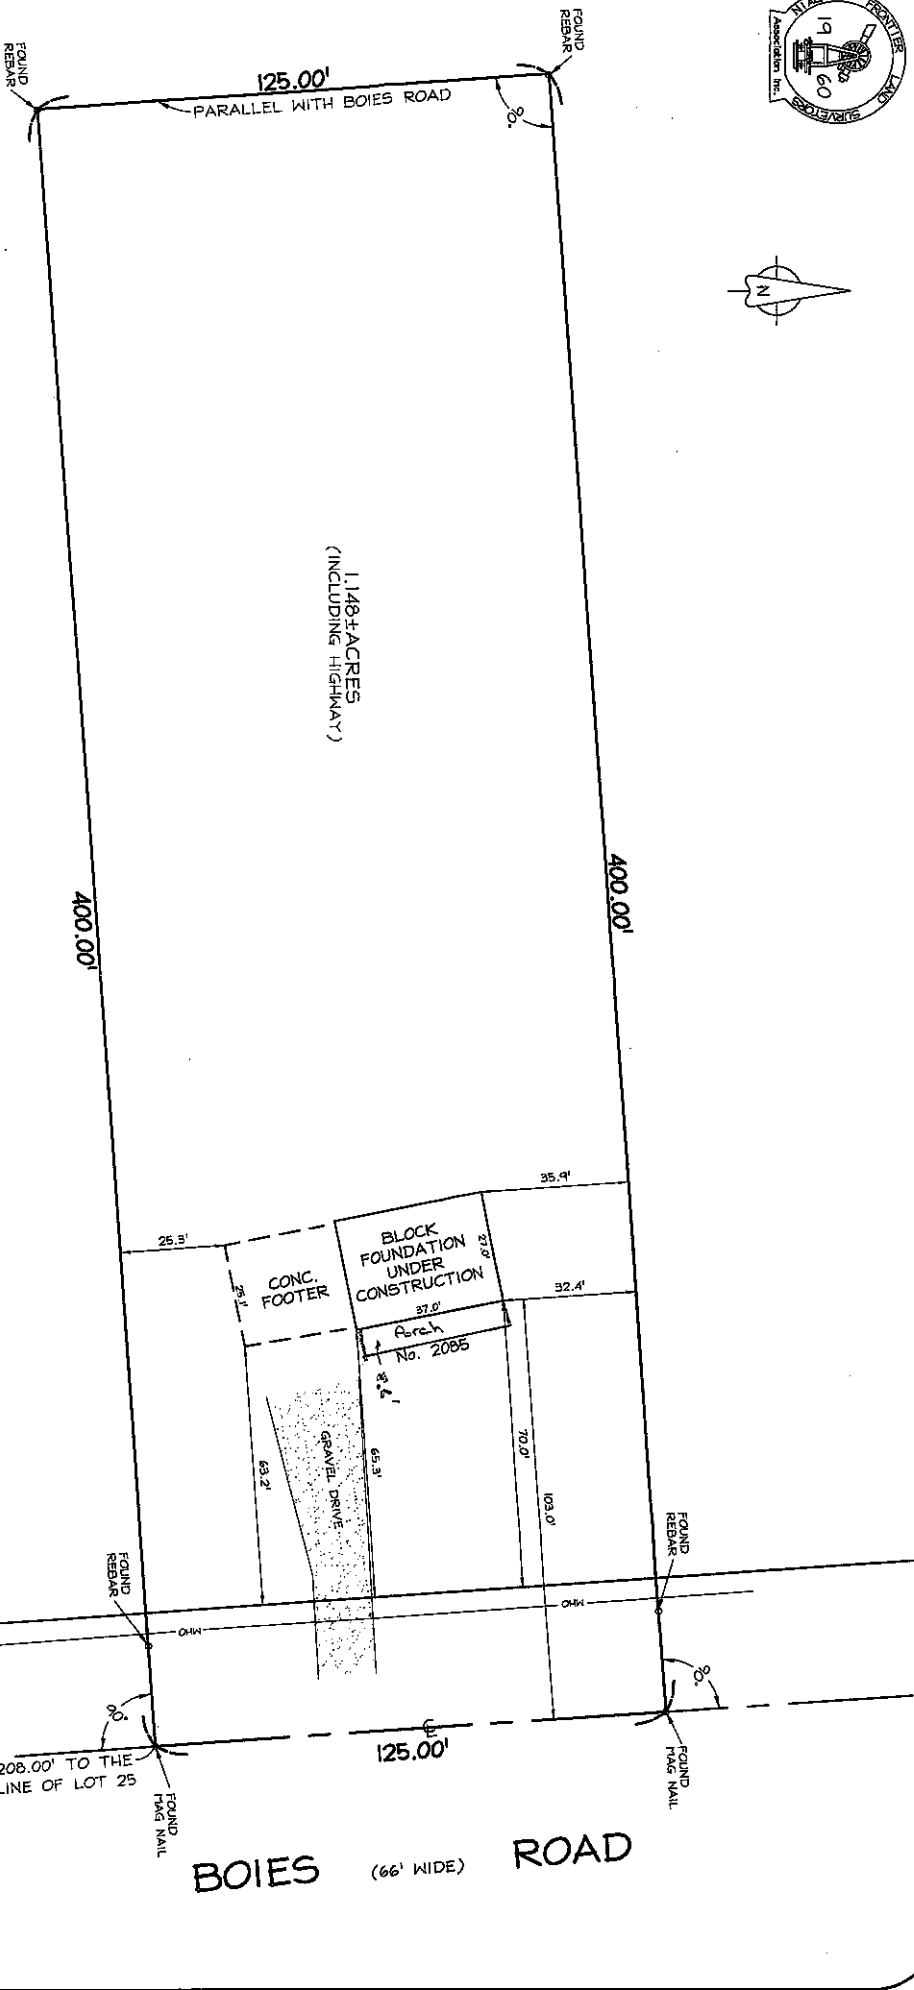 FRONTIER LAND SURVEYORS
Association Inc.
19 60
FOUND
REBAR
FOUND
REBAR
125.00'
PARALLEL WITH BOIES ROAD
90°
N
1.148±ACRES
(INCLUDING HIGHWAY)
400.00'
400.00'
35.9'
25.3'
BLOCK
FOUNDATION
UNDER
CONSTRUCTION
27.0'
CONC.
FOOTER
25.1'
32.4'
37.0'
Porch
No. 2085
70.0'
65.3'
63.2'
103.0'
GRAVEL DRIVE
FOUND
REBAR
FOUND
REBAR
OHW
OHW
90°
90°
208.00' TO THE
LINE OF LOT 25
℄
125.00'
FOUND
MAG NAIL
FOUND
MAG NAIL
BOIES (66' WIDE) ROAD